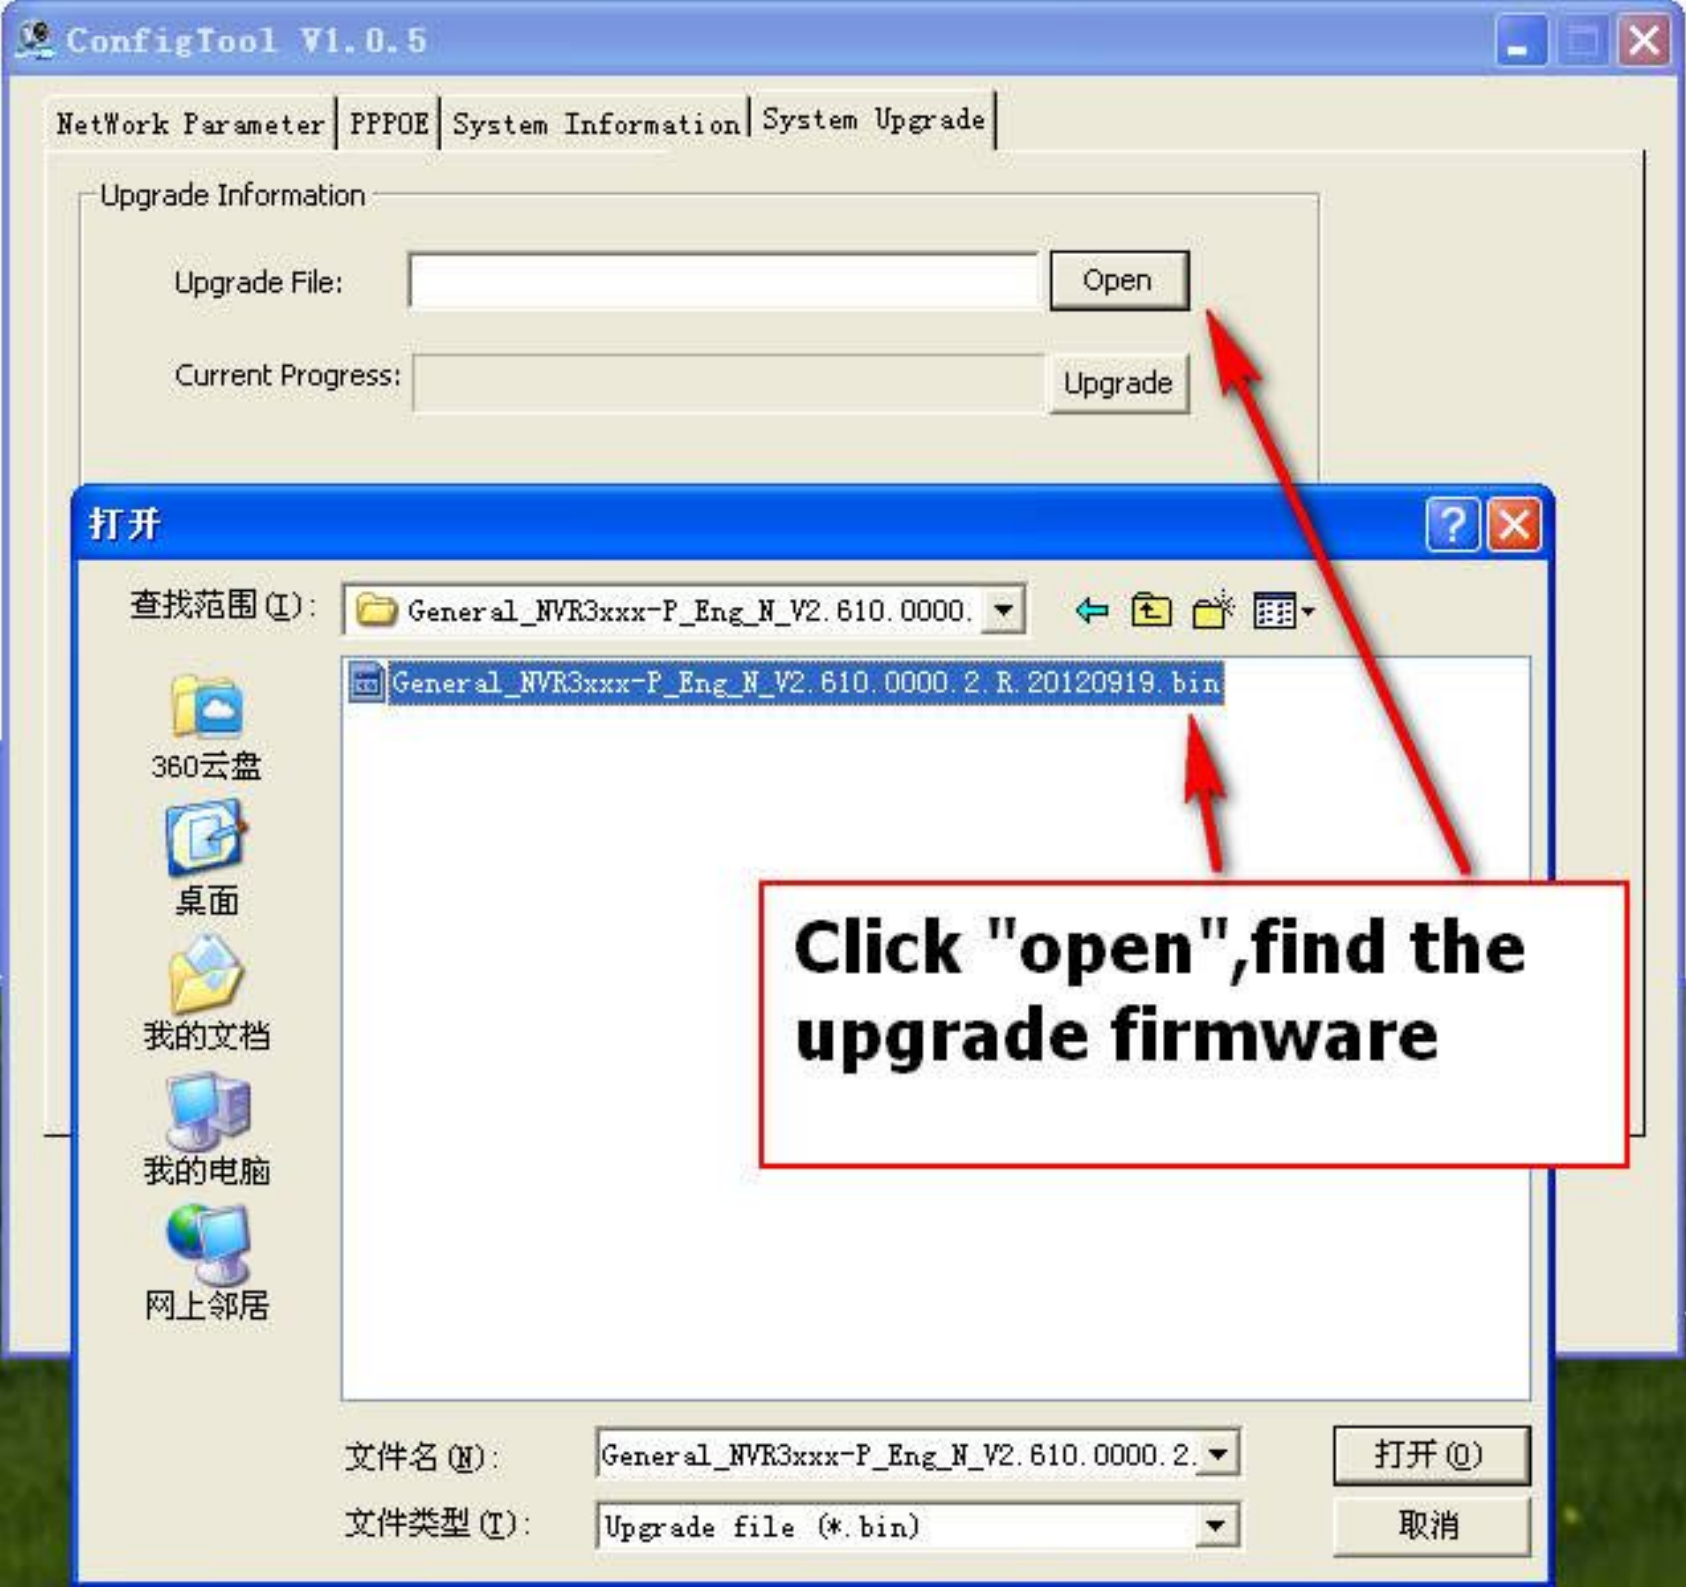 ConfigTool V1.0.5
NetWork Parameter PPPOE System Information System Upgrade
Upgrade Information
Upgrade File: Open
Current Progress: Upgrade
打开
查找范围(I): General_NVR3xxx-P_Eng_N_V2.610.0000.
General_NVR3xxx-P_Eng_N_V2.610.0000.2.R.20120919.bin
360云盘
桌面
我的文档
我的电脑
网上邻居
Click "open",find the
upgrade firmware
文件名(N): General_NVR3xxx-P_Eng_N_V2.610.0000.2. 打开(O)
文件类型(T): Upgrade file (*.bin) 取消